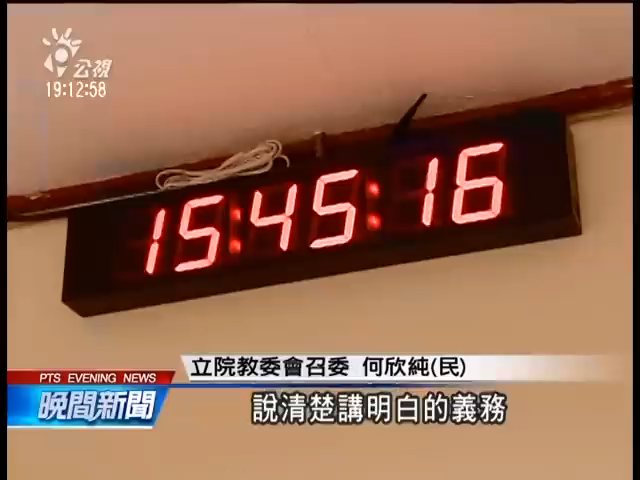 公視
19:12:58
15:45:16
立院教委會召委 何欣純(民)
PTS EVENING NEWS
晚間新聞
說清楚講明白的義務